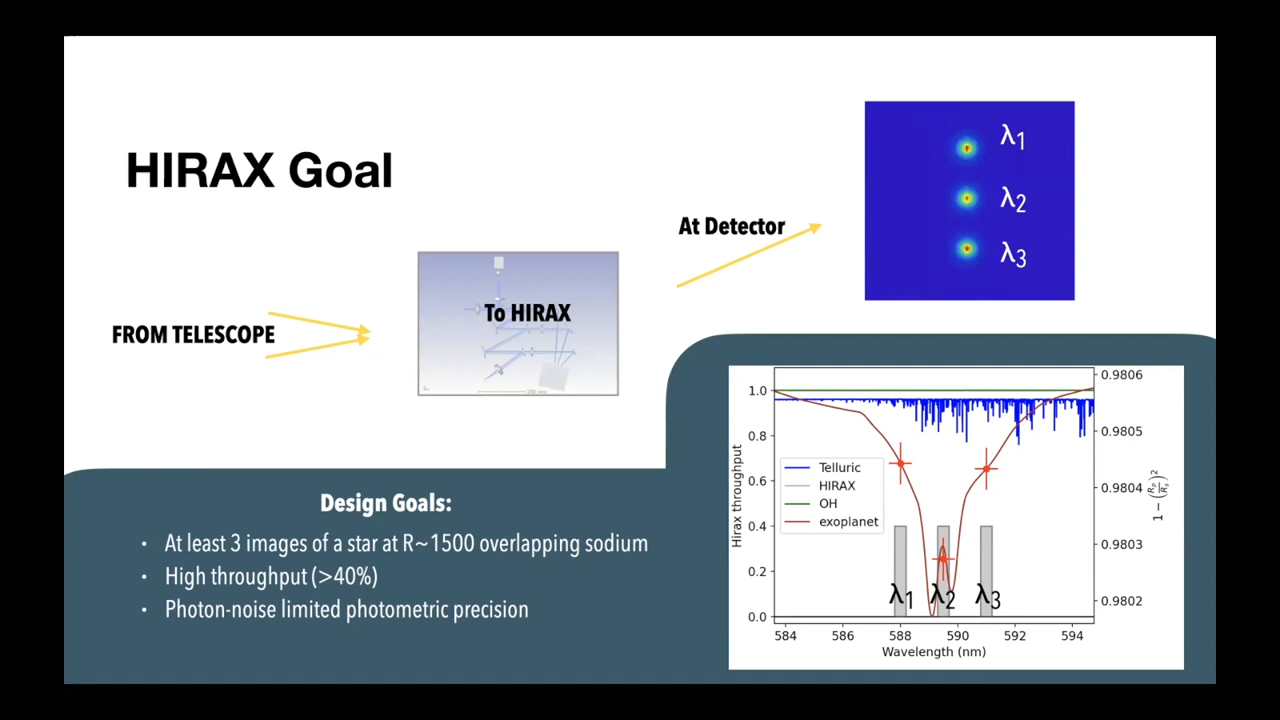 HIRAX Goal
FROM TELESCOPE
To HIRAX
At Detector
λ1
λ2
λ3
Design Goals:
• At least 3 images of a star at R~1500 overlapping sodium
• High throughput (>40%)
• Photon-noise limited photometric precision
Hirax throughput
1.0
0.8
0.6
0.4
0.2
0.0
Telluric
HIRAX
OH
exoplanet
λ1
λ2
λ3
584 586 588 590 592 594
Wavelength (nm)
0.9806
0.9805
0.9804
0.9803
0.9802